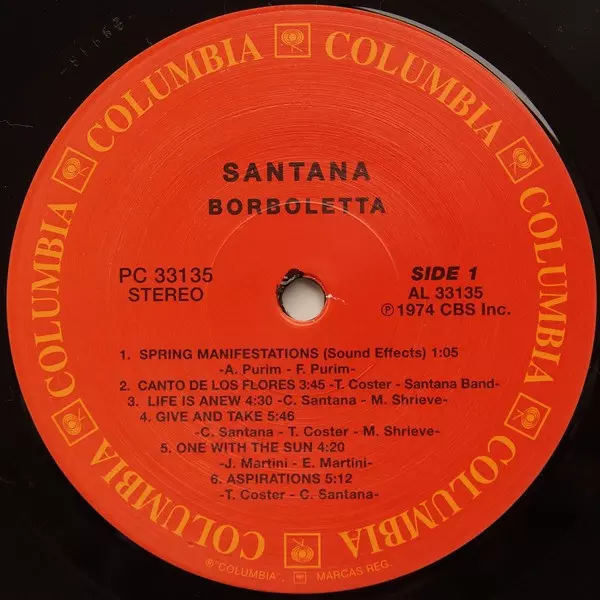 COLUMBIA COLUMBIA COLUMBIA COLUMBIA COLUMBIA COLUMBIA
SANTANA
BORBOLETTA
PC 33135
STEREO
SIDE 1
AL 33135
Ⓟ1974 CBS Inc.
1. SPRING MANIFESTATIONS (Sound Effects) 1:05
-A. Purim - F. Purim-
2. CANTO DE LOS FLORES 3:45 -T. Coster - Santana Band-
3. LIFE IS ANEW 4:30 -C. Santana - M. Shrieve-
4. GIVE AND TAKE 5:46
-C. Santana - T. Coster - M. Shrieve-
5. ONE WITH THE SUN 4:20
-J. Martini - E. Martini-
6. ASPIRATIONS 5:12
-T. Coster - C. Santana-
®"COLUMBIA", MARCAS REG.